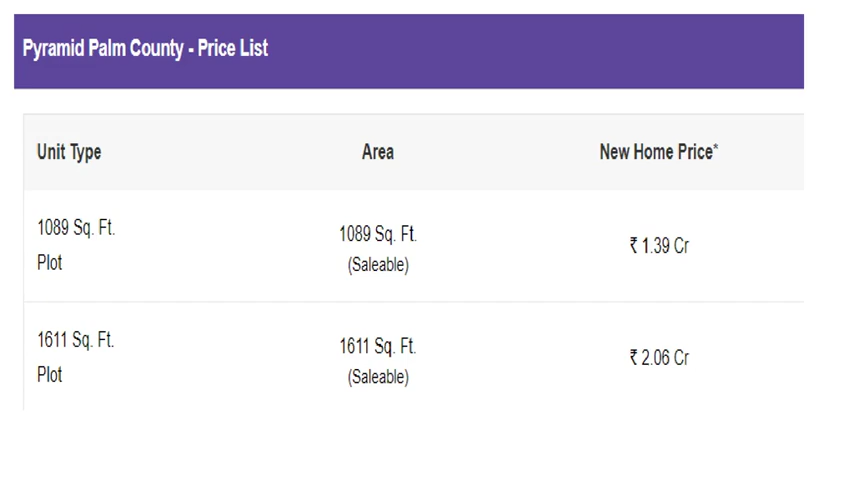 Pyramid Palm County - Price List
Unit Type Area New Home Price*
1089 Sq. Ft.
Plot
1089 Sq. Ft.
(Saleable)
₹ 1.39 Cr
1611 Sq. Ft.
Plot
1611 Sq. Ft.
(Saleable)
₹ 2.06 Cr